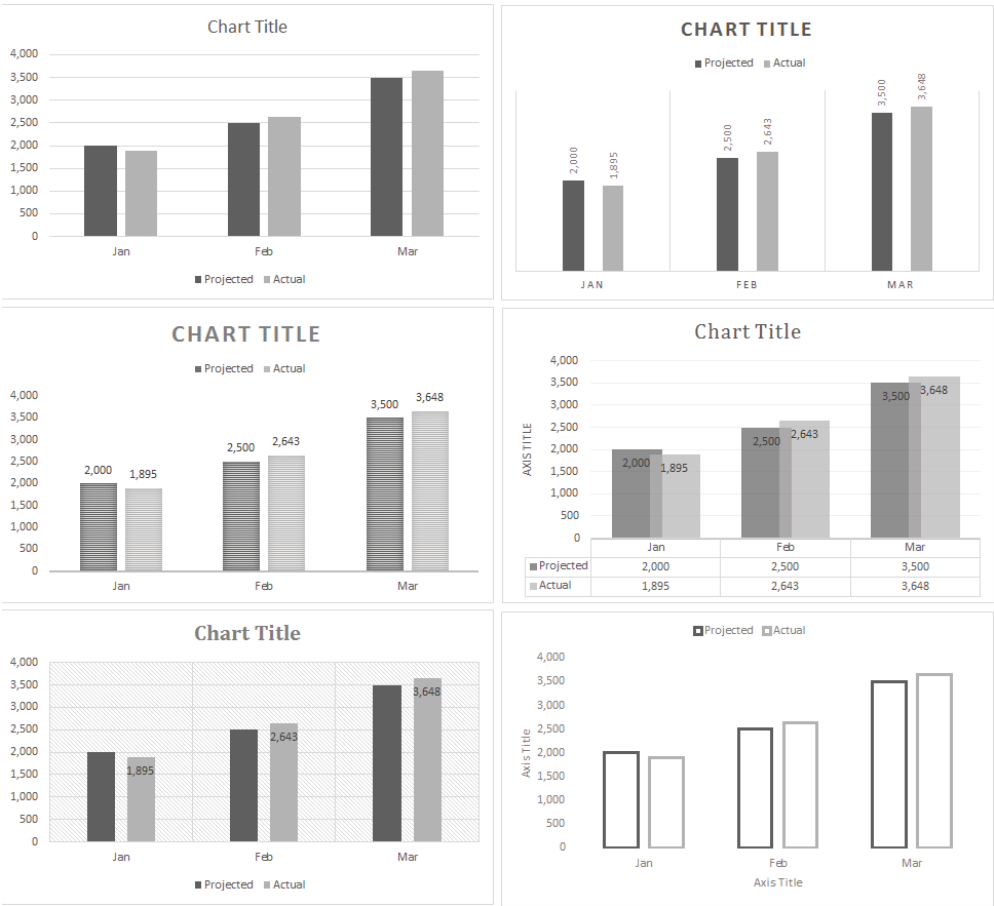 Chart Title
4,000
3,500
3,000
2,500
2,000
1,500
1,000
500
0
Jan Feb Mar
Projected Actual
CHART TITLE
Projected Actual
2,000 1,895 2,500 2,643 3,500 3,648
JAN FEB MAR
CHART TITLE
Projected Actual
4,000
3,500
3,000
2,500
2,000
1,500
1,000
500
0
2,000 1,895 2,500 2,643 3,500 3,648
Jan Feb Mar
Chart Title
AXIS TITLE
4,000
3,500
3,000
2,500
2,000
1,500
1,000
500
0
2,000 1,895 2,500 2,643 3,500 3,648
Jan Feb Mar
Projected 2,000 2,500 3,500
Actual 1,895 2,643 3,648
Chart Title
4,000
3,500
3,000
2,500
2,000
1,500
1,000
500
0
1,895 2,643 3,648
Jan Feb Mar
Projected Actual
Projected Actual
Axis Title
4,000
3,500
3,000
2,500
2,000
1,500
1,000
500
0
Jan Feb Mar
Axis Title